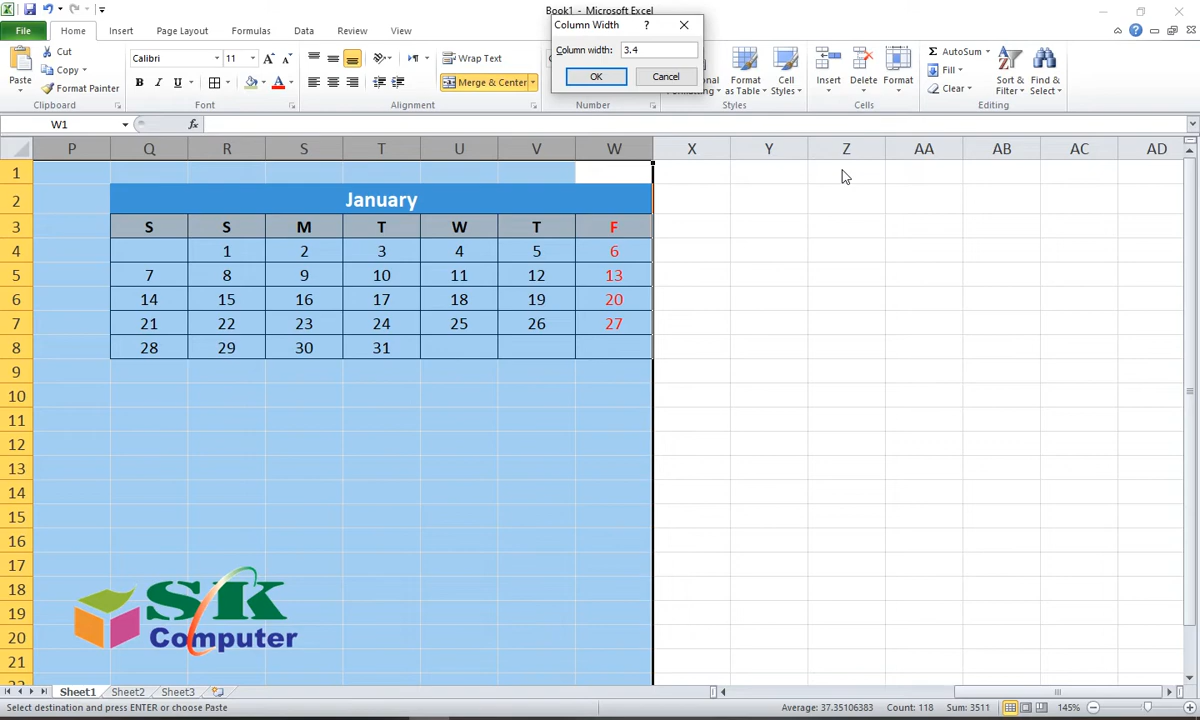 Book1 - Microsoft Excel
Column Width ? ✕
File Home Insert Page Layout Formulas Data Review View
Column width: 3.4
OK Cancel
Paste
Cut
Copy
Format Painter
Clipboard
Calibri 11
B I U
Font
Wrap Text
Merge & Center
Alignment
Number
Format as Table
Cell Styles
Styles
Insert Delete Format
Cells
AutoSum
Fill
Clear
Sort & Filter
Find & Select
Editing
W1 fx
P Q R S T U V W X Y Z AA AB AC AD
1
2 January
3 S S M T W T F
4 1 2 3 4 5 6
5 7 8 9 10 11 12 13
6 14 15 16 17 18 19 20
7 21 22 23 24 25 26 27
8 28 29 30 31
9
10
11
12
13
14
15
16
17
18
19
20
21
SK
Computer
Sheet1 Sheet2 Sheet3
Select destination and press ENTER or choose Paste Average: 37.35106383 Count: 118 Sum: 3511 145%